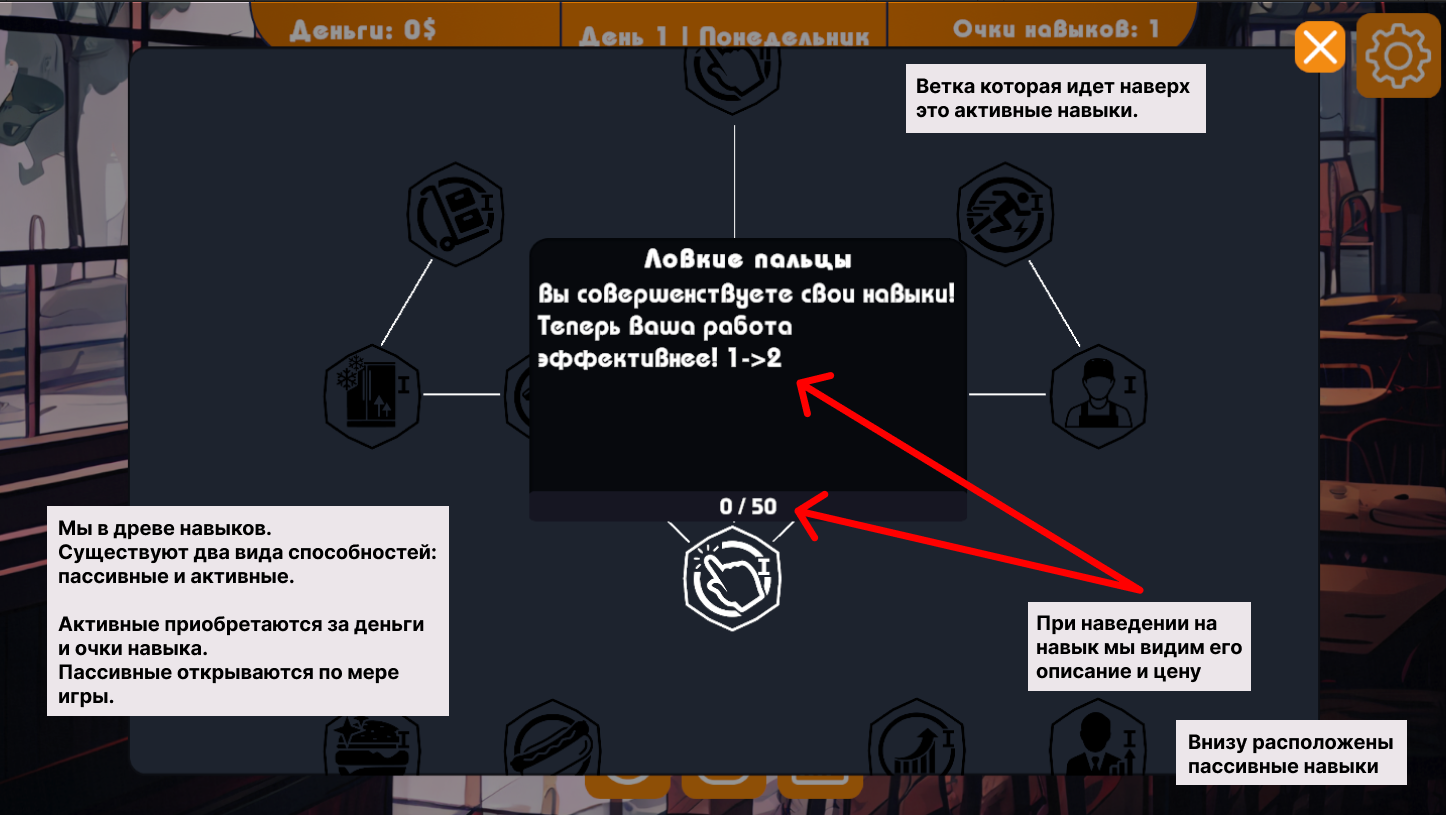 Деньги: 0$
День 1 | Понедельник
Очки навыков: 1
Ветка которая идет наверх
это активные навыки.
I
I
Ловкие пальцы
Вы совершенствуете свои навыки!
Теперь Ваша работа
эффективнее! 1->2
I
I
0 / 50
I
Мы в древе навыков.
Существуют два вида способностей:
пассивные и активные.
Активные приобретаются за деньги
и очки навыка.
Пассивные открываются по мере
игры.
При наведении на
навык мы видим его
описание и цену
I
I
I
Внизу расположены
пассивные навыки